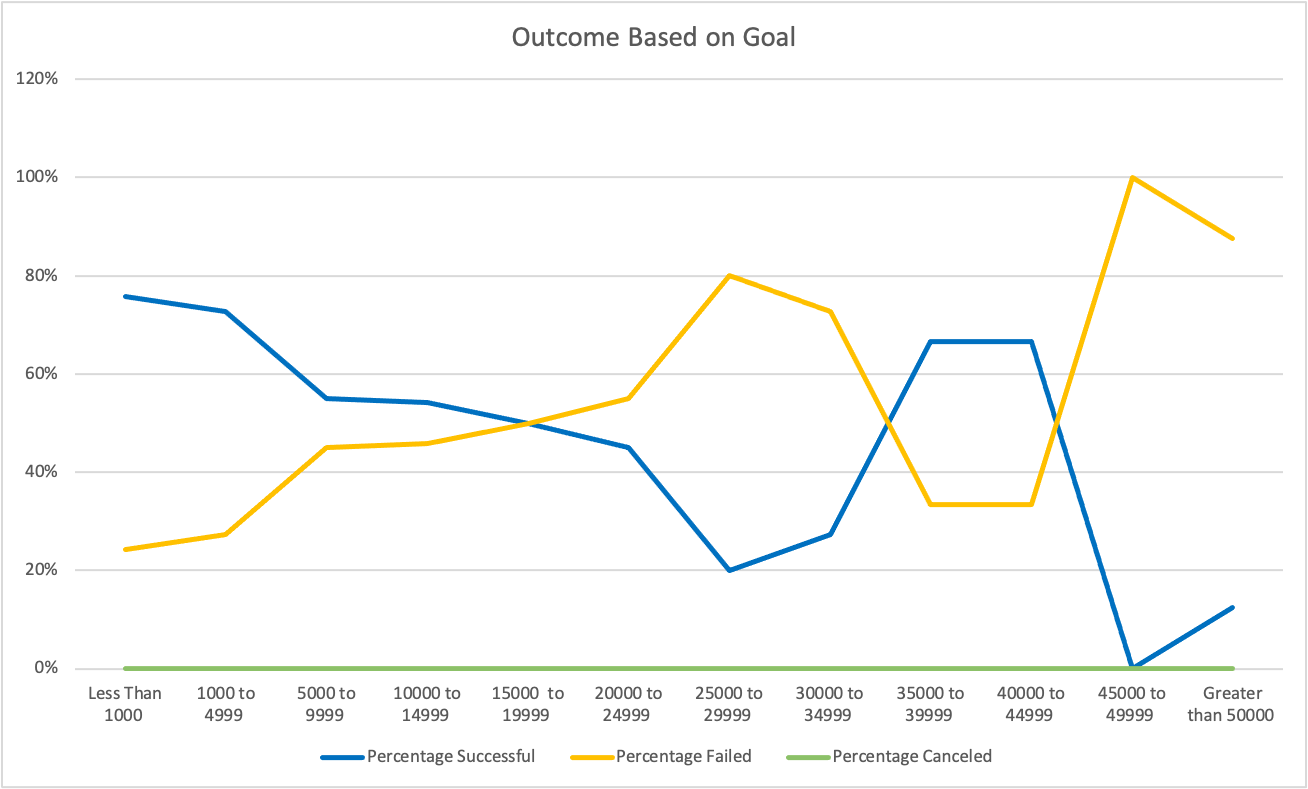 Outcome Based on Goal
120%
100%
80%
60%
40%
20%
0%
Less Than 1000 to 5000 to 10000 to 15000 to 20000 to 25000 to 30000 to 35000 to 40000 to 45000 to Greater
1000 4999 9999 14999 19999 24999 29999 34999 39999 44999 49999 than 50000
Percentage Successful Percentage Failed Percentage Canceled